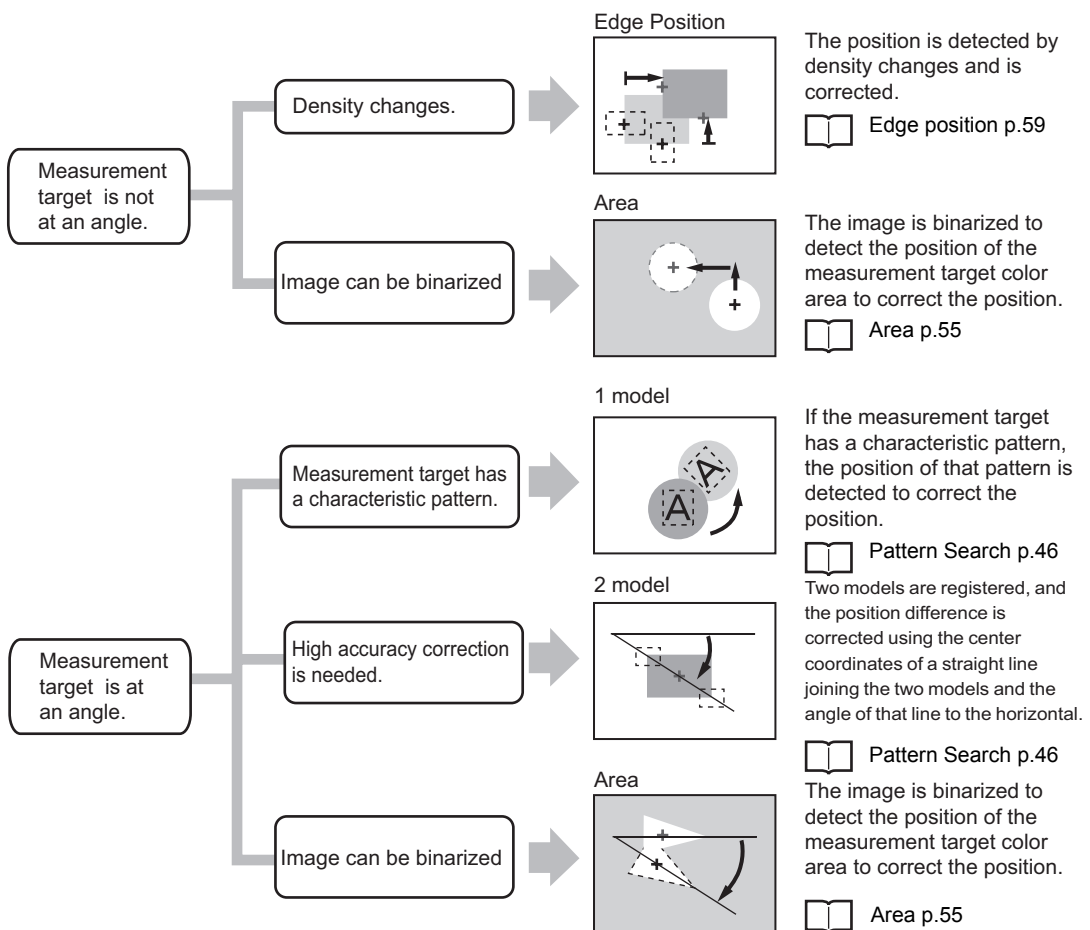 Measurement
target is not
at an angle.
Density changes.
Edge Position
The position is detected by
density changes and is
corrected.
Edge position p.59
Image can be binarized
Area
The image is binarized to
detect the position of the
measurement target color
area to correct the position.
Area p.55
Measurement
target is at
an angle.
Measurement target has
a characteristic pattern.
1 model
A
A
If the measurement target
has a characteristic pattern,
the position of that pattern is
detected to correct the
position.
Pattern Search p.46
High accuracy correction
is needed.
2 model
Two models are registered, and
the position difference is
corrected using the center
coordinates of a straight line
joining the two models and the
angle of that line to the horizontal.
Pattern Search p.46
Image can be binarized
Area
The image is binarized to
detect the position of the
measurement target color
area to correct the position.
Area p.55